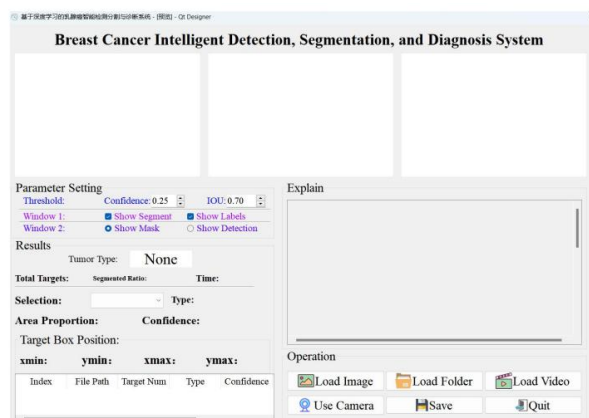 基于深度学习的乳腺癌智能检测分割与诊断系统 - [预览] - Qt Designer
Breast Cancer Intelligent Detection, Segmentation, and Diagnosis System
Parameter Setting
Threshold: Confidence: 0.25 IOU: 0.70
Window 1: Show Segment Show Labels
Window 2: Show Mask Show Detection
Results
Tumor Type: None
Total Targets: Segmented Ratio: Time:
Selection: Type:
Area Proportion: Confidence:
Target Box Position:
xmin: ymin: xmax: ymax:
Index File Path Target Num Type Confidence
Explain
Operation
Load Image Load Folder Load Video
Use Camera Save Quit